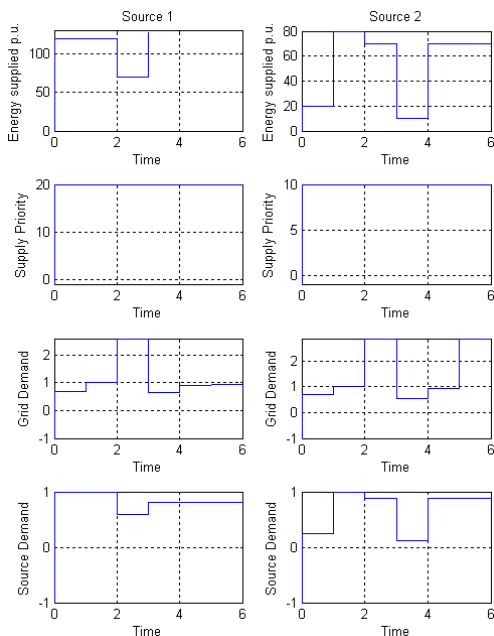 Source 1
Source 2
Energy supplied p.u.
100
50
0
0 2 4 6
Time
Energy supplied p.u.
80
60
40
20
0
0 2 4 6
Time
Supply Priority
20
10
0
0 2 4 6
Time
Supply Priority
10
5
0
0 2 4 6
Time
Grid Demand
2
1
0
-1
0 2 4 6
Time
Grid Demand
2
1
0
-1
0 2 4 6
Time
Source Demand
1
0
-1
0 2 4 6
Time
Source Demand
1
0
-1
0 2 4 6
Time